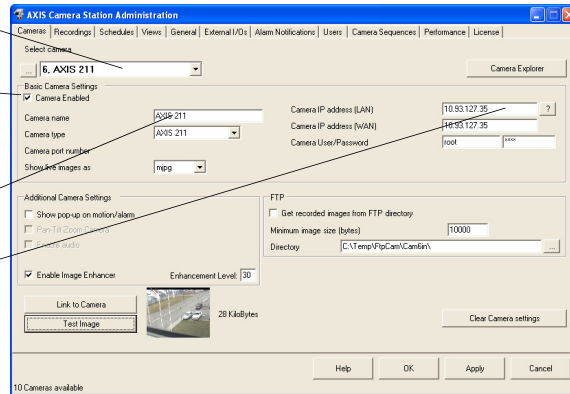 AXIS Camera Station Administration
Cameras Recordings Schedules Views General External I/Os Alarm Notifications Users Camera Sequences Performance License
Select camera
... 6, AXIS 211
Camera Explorer
Basic Camera Settings
Camera Enabled
Camera name AXIS 211
Camera type AXIS 211
Camera port number
Show live images as mjpg
Camera IP address (LAN) 10.93.127.35 ?
Camera IP address (WAN) 10.93.127.35
Camera User/Password root ****
Additional Camera Settings
Show pop-up on motion/alarm
Pan Tilt Zoom Camera
Enable audio
Enable Image Enhancer Enhancement Level: 30
FTP
Get recorded images from FTP directory
Minimum image size (bytes) 10000
Directory C:\Temp\FtpCam\Cam6in\ ...
Link to Camera
Test Image
28 KiloBytes
Clear Camera settings
Help OK Apply Cancel
10 Cameras available